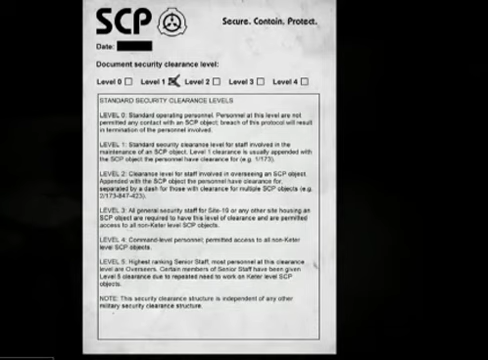 SCP
Secure. Contain. Protect.
Date:
Document security clearance level:
Level 0 Level 1 Level 2 Level 3 Level 4
STANDARD SECURITY CLEARANCE LEVELS
LEVEL 0: Standard operating personnel. Personnel at this level are not
permitted any contact with an SCP object; breach of this protocol will result
in termination of the personnel involved.
LEVEL 1: Standard security clearance level for staff involved in the
maintenance of an SCP object. Level 1 clearance is usually appended with
the SCP object the personnel have clearance for (e.g. 1/173).
LEVEL 2: Clearance level for staff involved in overseeing an SCP object.
Appended with the SCP object the personnel have clearance for,
separated by a dash for those with clearance for multiple SCP objects (e.g.
2/173-847-423).
LEVEL 3: All general security staff for Site-19 or any other site housing an
SCP object are required to have this level of clearance and are permitted
access to all non-Keter level SCP objects.
LEVEL 4: Command-level personnel; permitted access to all non-Keter
level SCP objects.
LEVEL 5: Highest ranking Senior Staff, most personnel at this clearance
level are Overseers. Certain members of Senior Staff have been given
Level 5 clearance due to repeated need to work on Keter level SCP
objects.
NOTE: This security clearance structure is independent of any other
military security clearance structure.